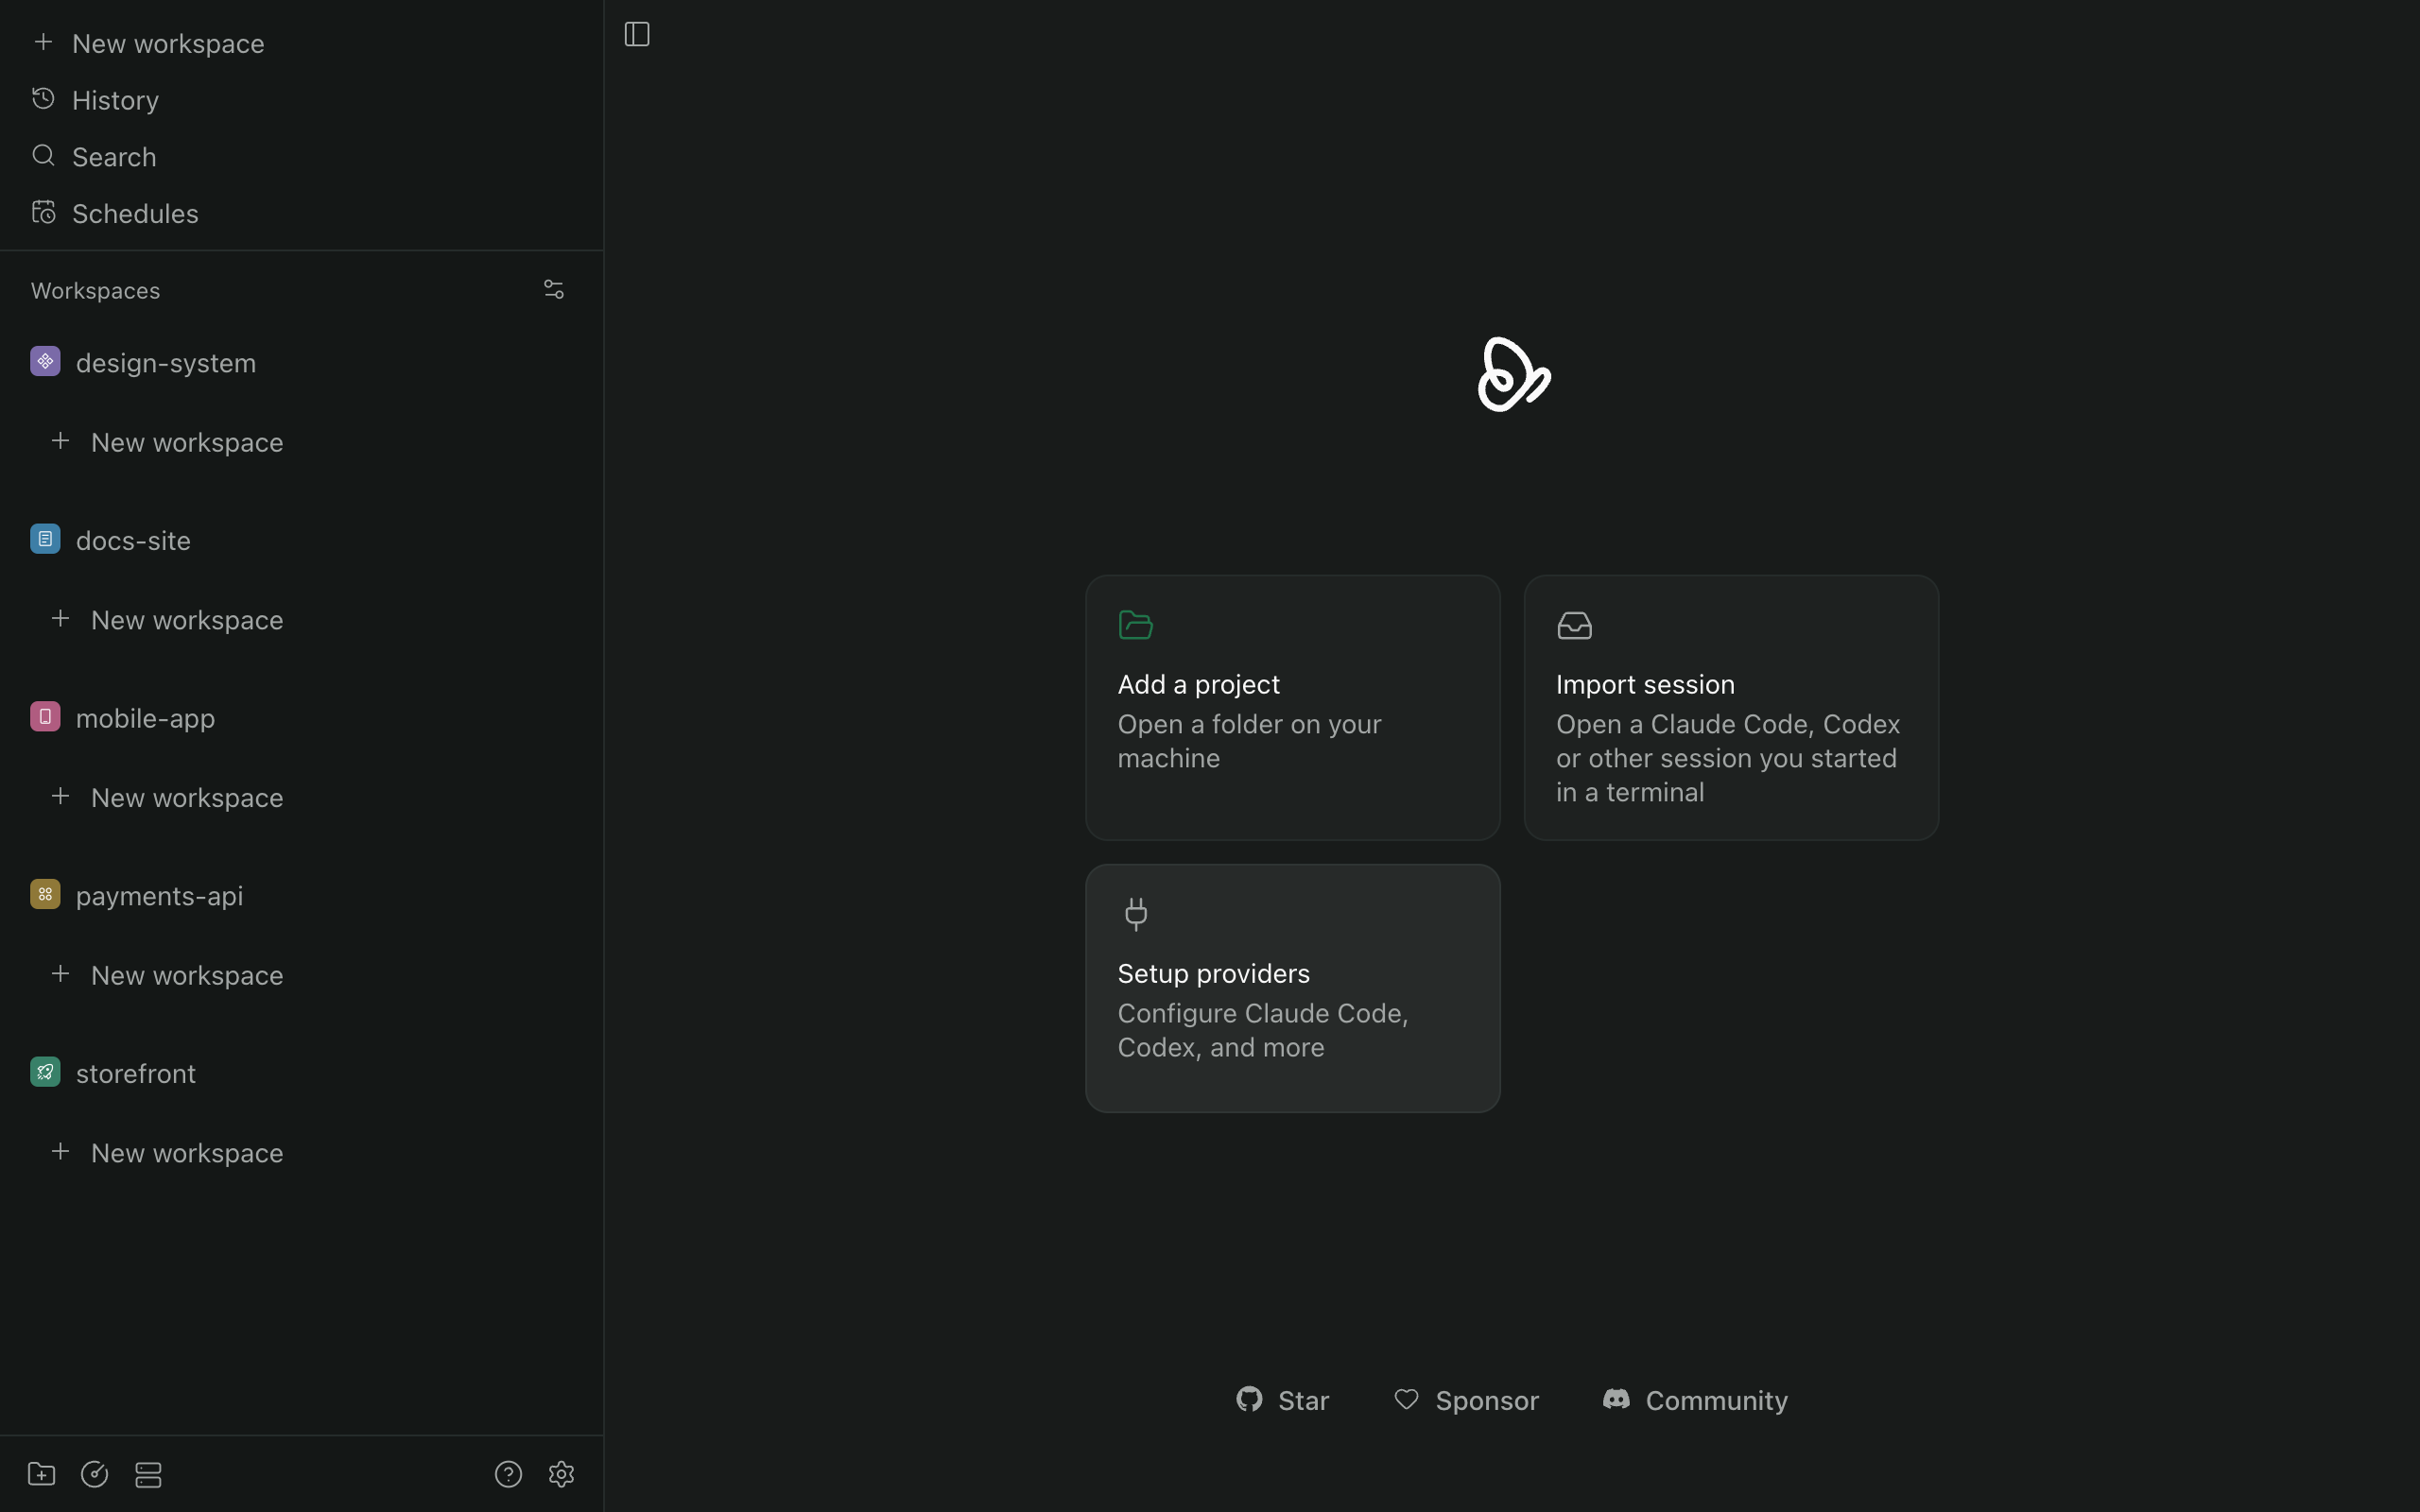 New workspace
History
Search
Schedules
Workspaces
design-system
New workspace
docs-site
New workspace
mobile-app
New workspace
payments-api
New workspace
storefront
New workspace
Add a project
Open a folder on your
machine
Import session
Open a Claude Code, Codex
or other session you started
in a terminal
Setup providers
Configure Claude Code,
Codex, and more
Star
Sponsor
Community